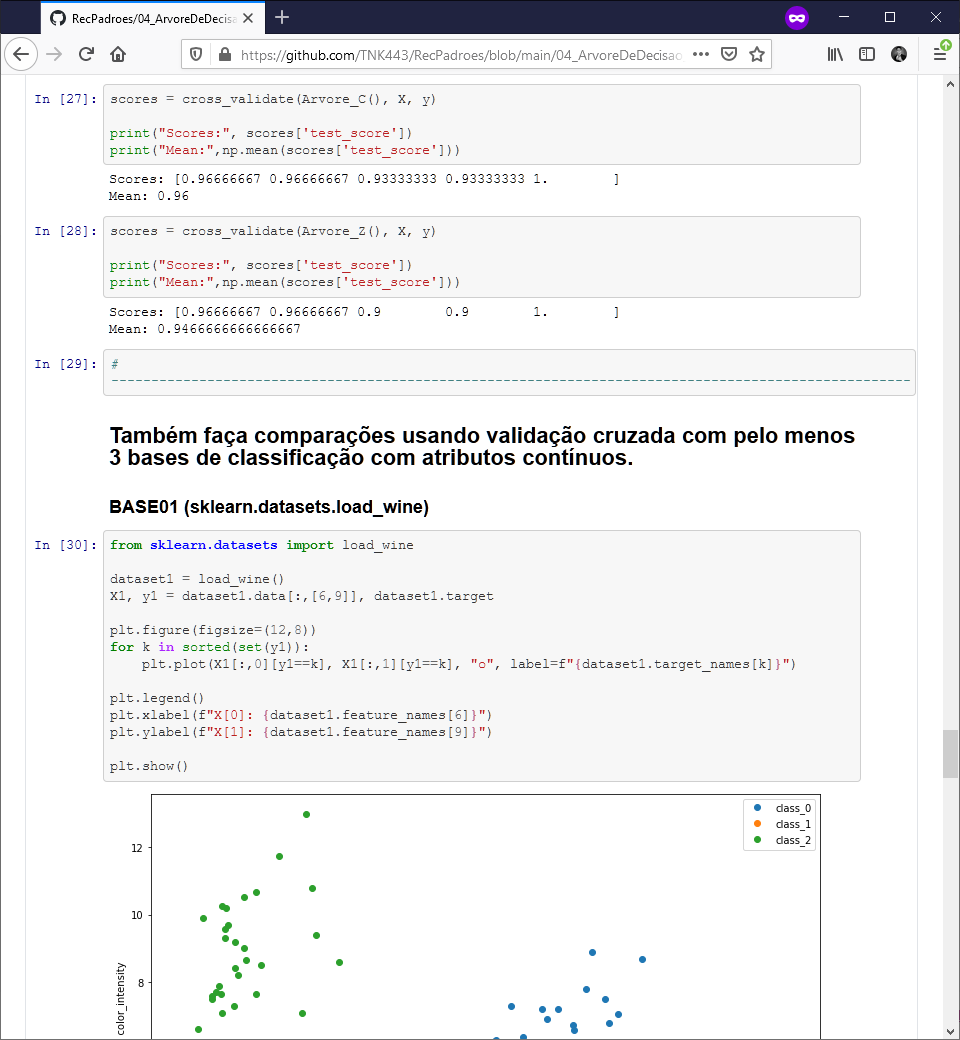 RecPadroes/04_ArvoreDeDecisa
https://github.com/TNK443/RecPadroes/blob/main/04_ArvoreDeDecisao
In [27]:
scores = cross_validate(Arvore_C(), X, y)
print("Scores:", scores['test_score'])
print("Mean:",np.mean(scores['test_score']))
Scores: [0.96666667 0.96666667 0.93333333 0.93333333 1.        ]
Mean: 0.96
In [28]:
scores = cross_validate(Arvore_Z(), X, y)
print("Scores:", scores['test_score'])
print("Mean:",np.mean(scores['test_score']))
Scores: [0.96666667 0.96666667 0.9        0.9        1.        ]
Mean: 0.9466666666666667
In [29]:
#
----------------------------------------------------------------------------------------------------
Também faça comparações usando validação cruzada com pelo menos
3 bases de classificação com atributos contínuos.
BASE01 (sklearn.datasets.load_wine)
In [30]:
from sklearn.datasets import load_wine
dataset1 = load_wine()
X1, y1 = dataset1.data[:,[6,9]], dataset1.target
plt.figure(figsize=(12,8))
for k in sorted(set(y1)):
    plt.plot(X1[:,0][y1==k], X1[:,1][y1==k], "o", label=f"{dataset1.target_names[k]}")
plt.legend()
plt.xlabel(f"X[0]: {dataset1.feature_names[6]}")
plt.ylabel(f"X[1]: {dataset1.feature_names[9]}")
plt.show()
class_0
class_1
class_2
12
10
8
color_intensity